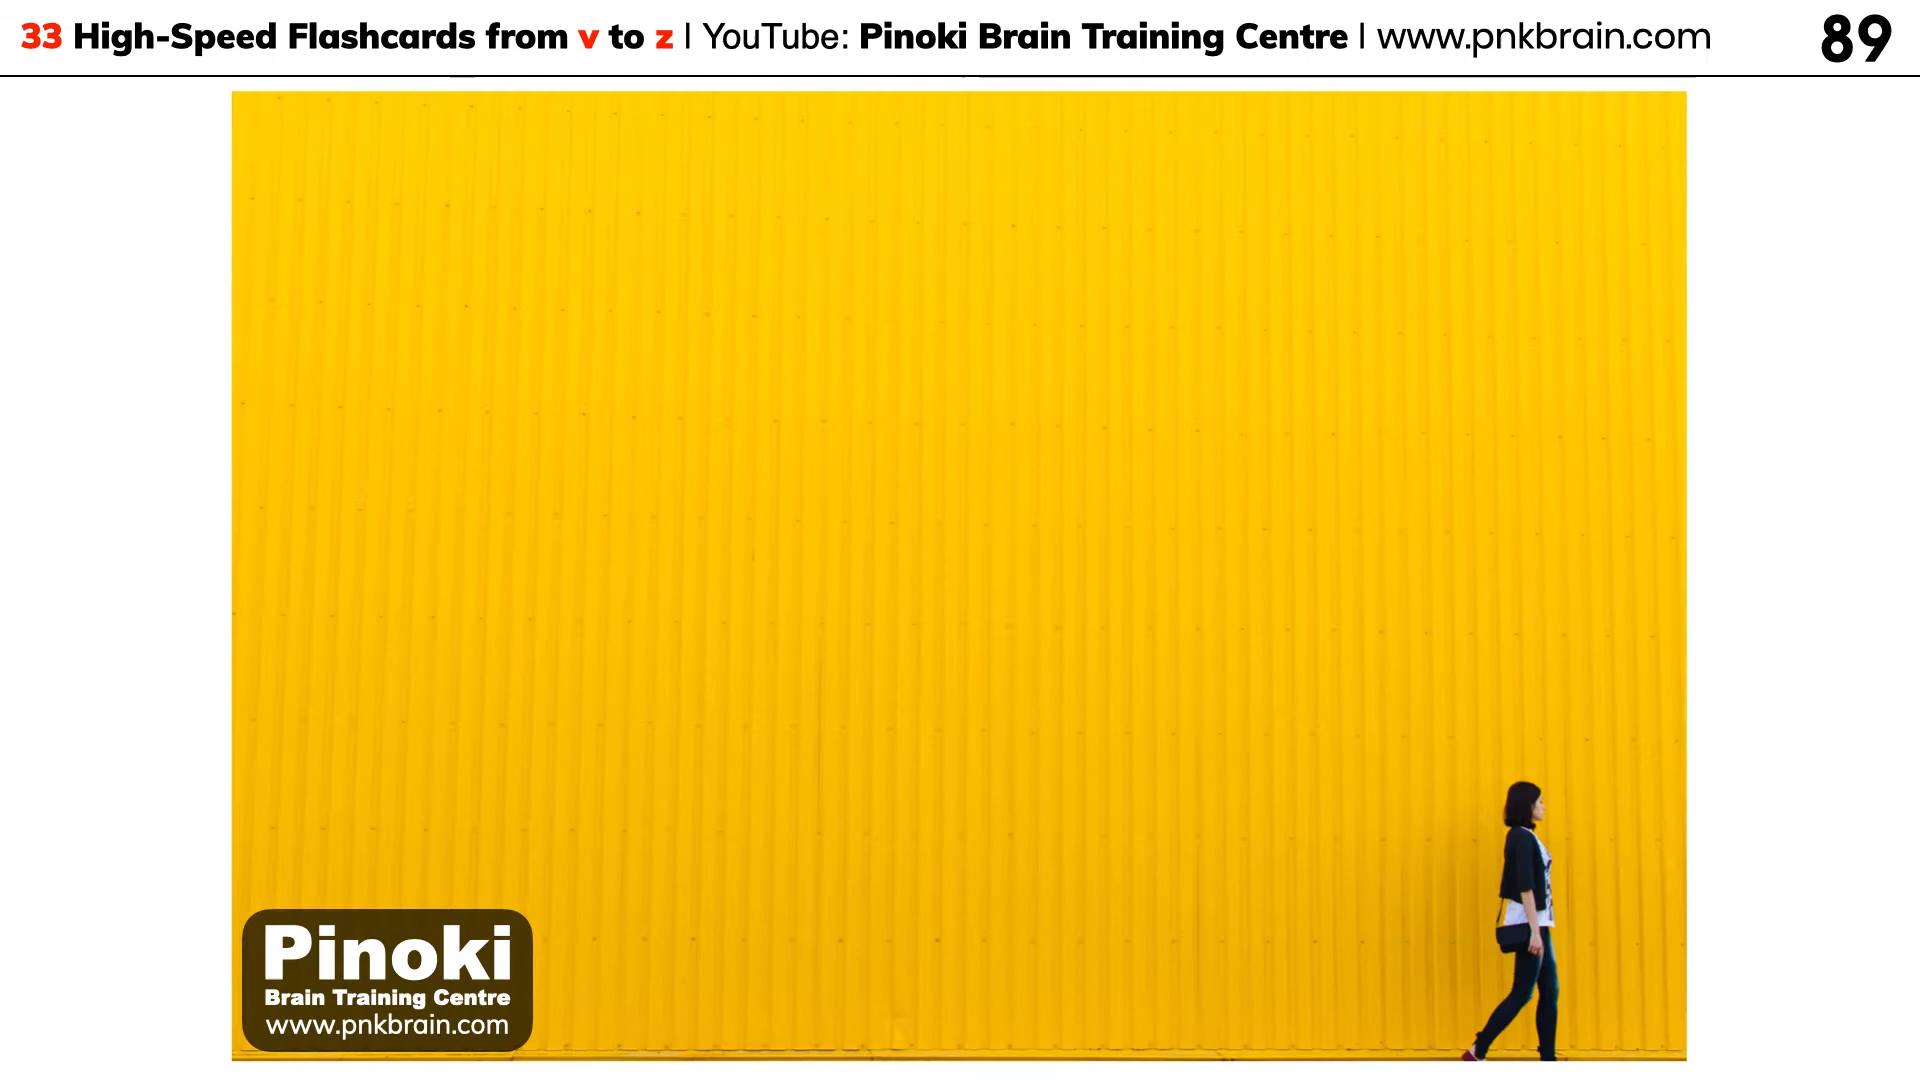 33 High-Speed Flashcards from v to z | YouTube: Pinoki Brain Training Centre | www.pnkbrain.com
89
Pinoki
Brain Training Centre
www.pnkbrain.com